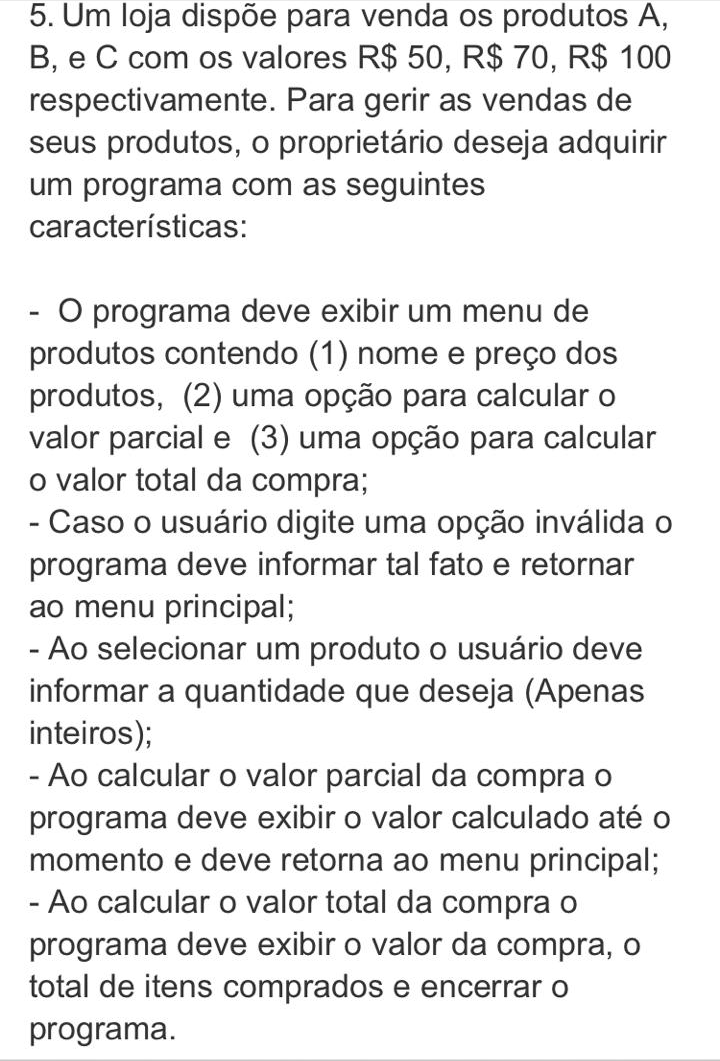 5. Um loja dispõe para venda os produtos A,
B, e C com os valores R$ 50, R$ 70, R$ 100
respectivamente. Para gerir as vendas de
seus produtos, o proprietário deseja adquirir
um programa com as seguintes
características:
-  O programa deve exibir um menu de
produtos contendo (1) nome e preço dos
produtos,  (2) uma opção para calcular o
valor parcial e  (3) uma opção para calcular
o valor total da compra;
- Caso o usuário digite uma opção inválida o
programa deve informar tal fato e retornar
ao menu principal;
- Ao selecionar um produto o usuário deve
informar a quantidade que deseja (Apenas
inteiros);
- Ao calcular o valor parcial da compra o
programa deve exibir o valor calculado até o
momento e deve retorna ao menu principal;
- Ao calcular o valor total da compra o
programa deve exibir o valor da compra, o
total de itens comprados e encerrar o
programa.